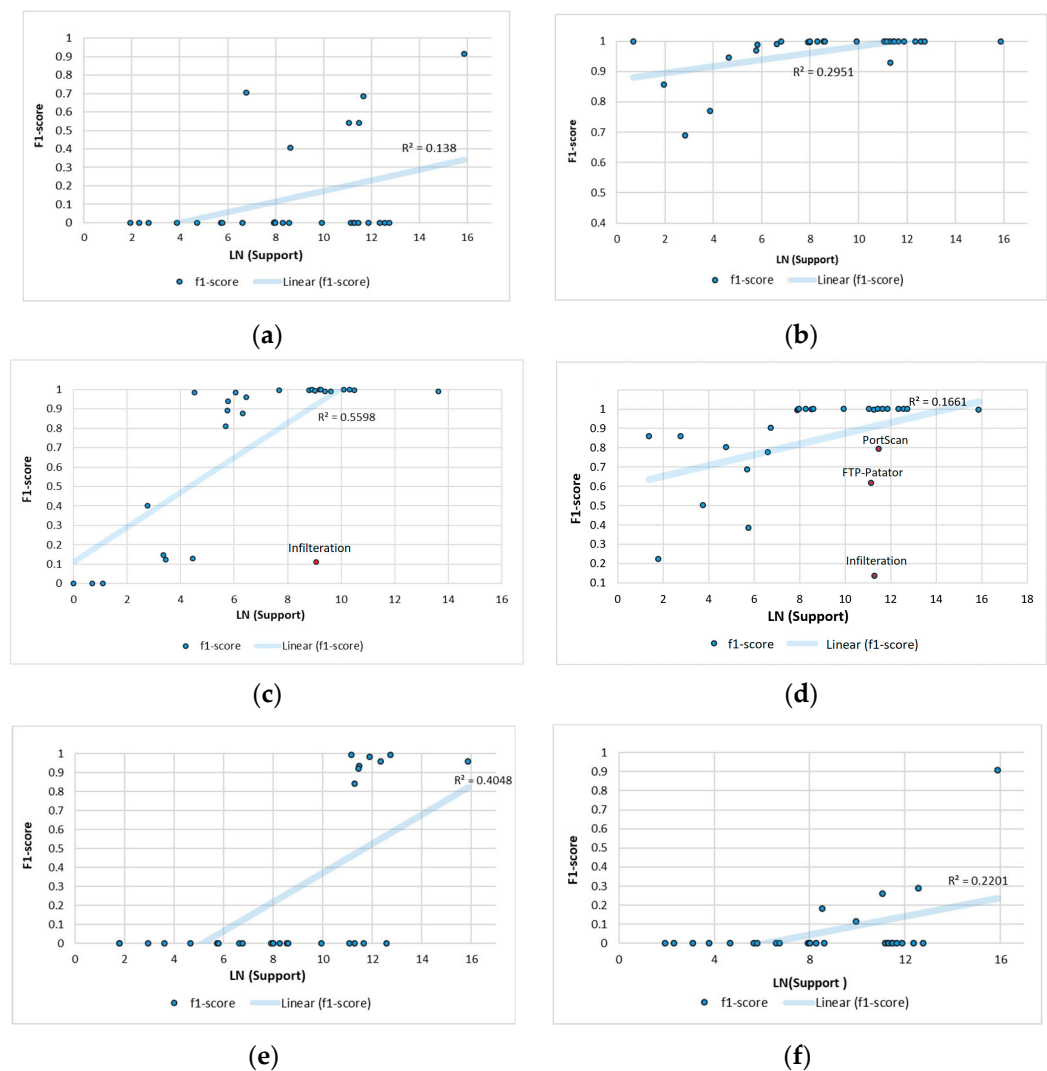 1
0.9
0.8
0.7
0.6
0.5
0.4
0.3
0.2
0.1
0
F1-score
R² = 0.138
0 2 4 6 8 10 12 14 16
LN (Support)
f1-score Linear (f1-score)
(a)
1
0.9
0.8
0.7
0.6
0.5
0.4
F1-score
R² = 0.2951
0 2 4 6 8 10 12 14 16
LN (Support)
f1-score Linear (f1-score)
(b)
1
0.9
0.8
0.7
0.6
0.5
0.4
0.3
0.2
0.1
0
F1-score
R² = 0.5598
Infilteration
0 2 4 6 8 10 12 14 16
LN (Support)
f1-score Linear (f1-score)
(c)
1
0.9
0.8
0.7
0.6
0.5
0.4
0.3
0.2
0.1
F1-score
R² = 0.1661
PortScan
FTP-Patator
Infilteration
0 2 4 6 8 10 12 14 16 18
LN (Support)
f1-score Linear (f1-score)
(d)
1
0.9
0.8
0.7
0.6
0.5
0.4
0.3
0.2
0.1
0
F1-score
R² = 0.4048
0 2 4 6 8 10 12 14 16
LN (Support)
f1-score Linear (f1-score)
(e)
1
0.9
0.8
0.7
0.6
0.5
0.4
0.3
0.2
0.1
0
F1-score
R² = 0.2201
0 4 8 12 16
LN(Support )
f1-score Linear (f1-score)
(f)